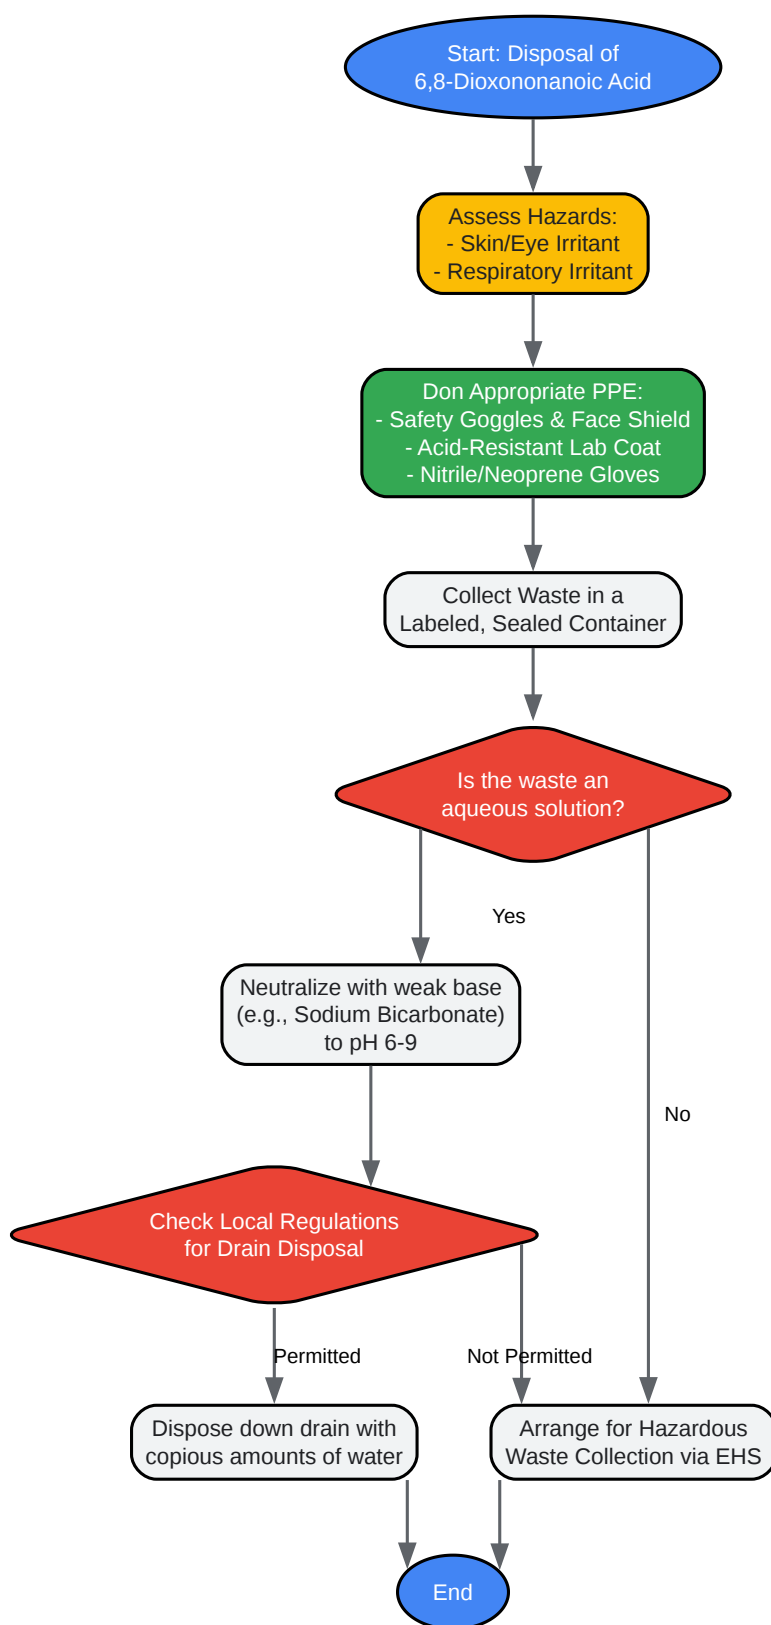 Start: Disposal of
6,8-Dioxononanoic Acid
Assess Hazards:
- Skin/Eye Irritant
- Respiratory Irritant
Don Appropriate PPE:
- Safety Goggles & Face Shield
- Acid-Resistant Lab Coat
- Nitrile/Neoprene Gloves
Collect Waste in a
Labeled, Sealed Container
Is the waste an
aqueous solution?
Yes
Neutralize with weak base
(e.g., Sodium Bicarbonate)
to pH 6-9
No
Check Local Regulations
for Drain Disposal
Permitted
Not Permitted
Dispose down drain with
copious amounts of water
Arrange for Hazardous
Waste Collection via EHS
End